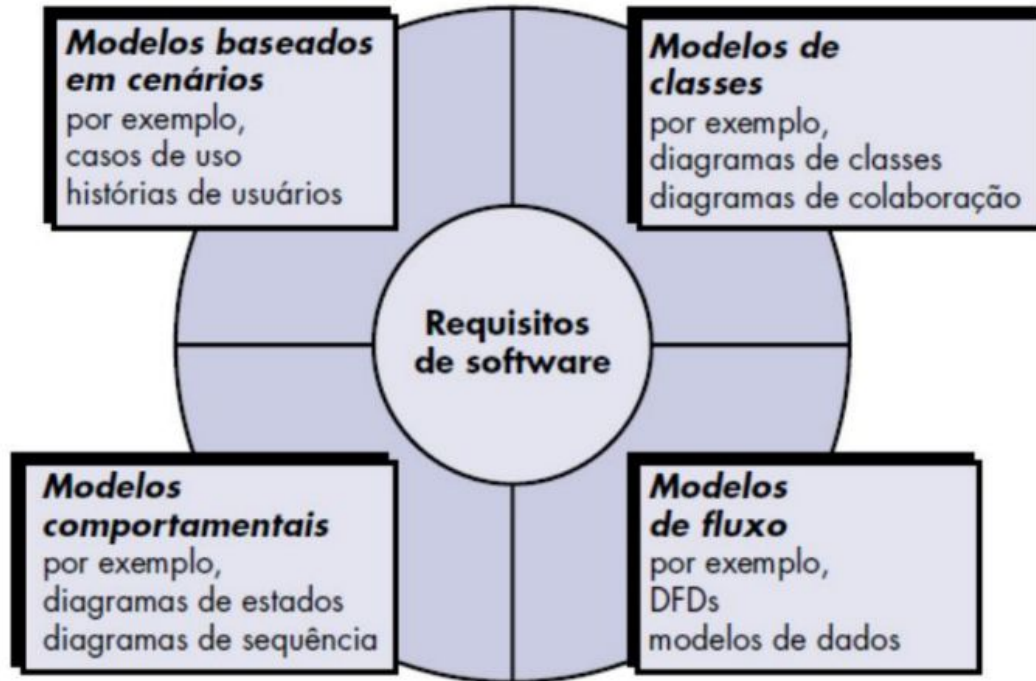 Modelos baseados
em cenários
por exemplo,
casos de uso
histórias de usuários
Modelos de
classes
por exemplo,
diagramas de classes
diagramas de colaboração
Requisitos
de software
Modelos
comportamentais
por exemplo,
diagramas de estados
diagramas de sequência
Modelos
de fluxo
por exemplo,
DFDs
modelos de dados